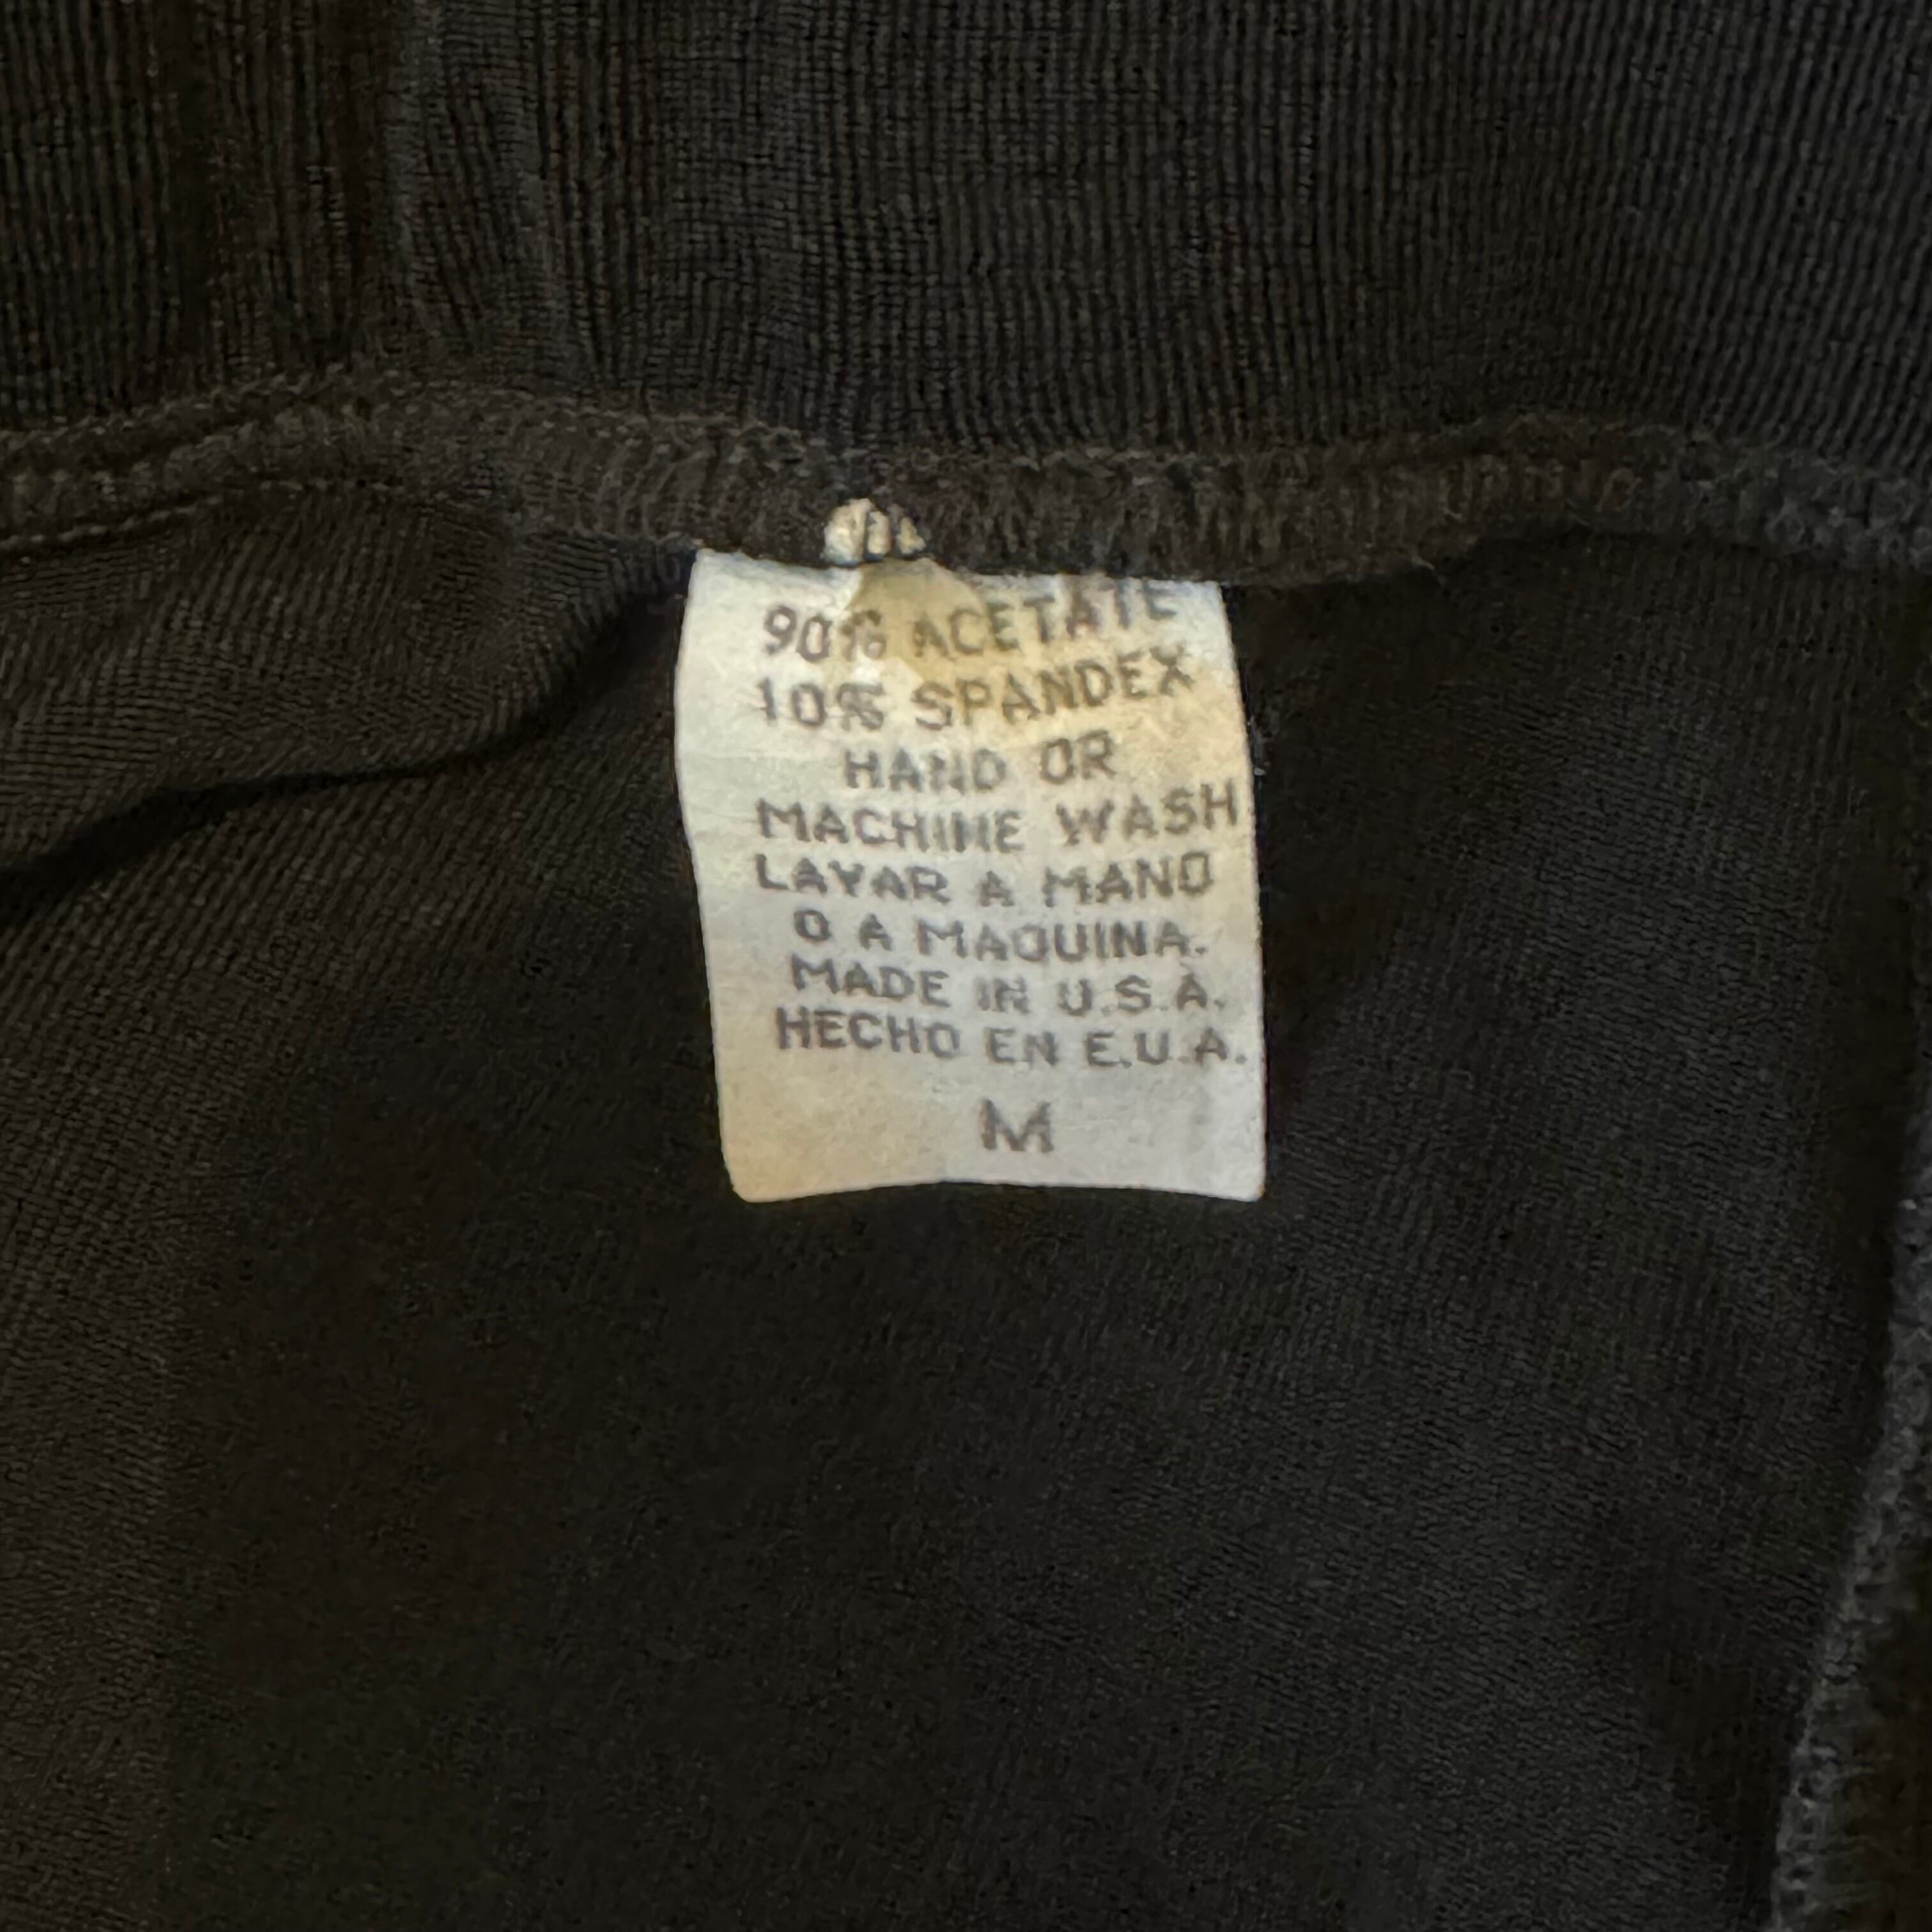 90% ACETATE
10% SPANDEX
HAND OR
MACHINE WASH
LAVAR A MANO
O A MAQUINA.
MADE IN U.S.A.
HECHO EN E.U.A.
M